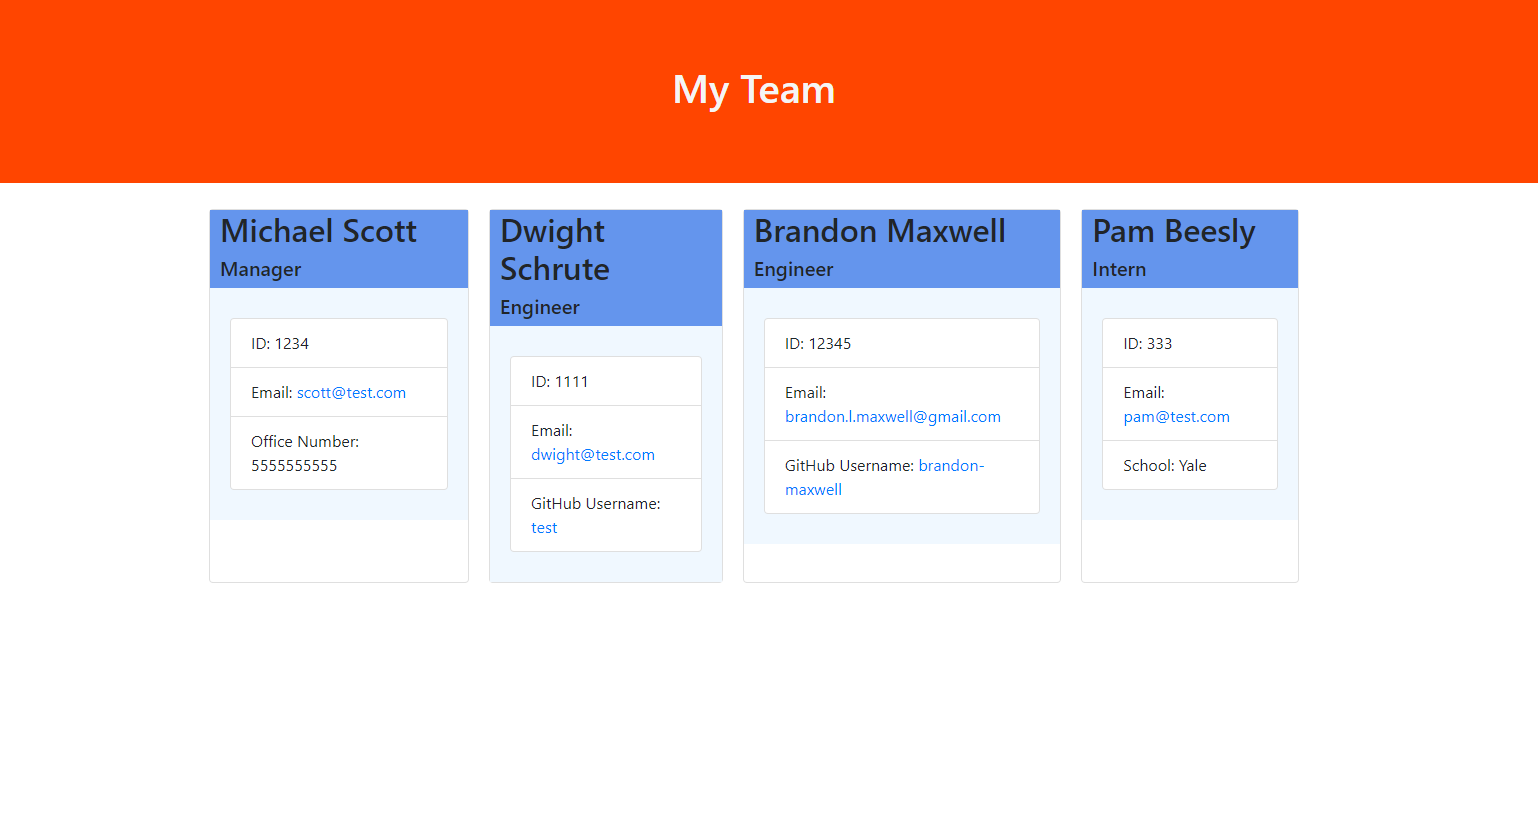 My Team
Michael Scott
Manager
ID: 1234
Email: scott@test.com
Office Number:
5555555555
Dwight
Schrute
Engineer
ID: 1111
Email:
dwight@test.com
GitHub Username:
test
Brandon Maxwell
Engineer
ID: 12345
Email:
brandon.l.maxwell@gmail.com
GitHub Username: brandon-
maxwell
Pam Beesly
Intern
ID: 333
Email:
pam@test.com
School: Yale